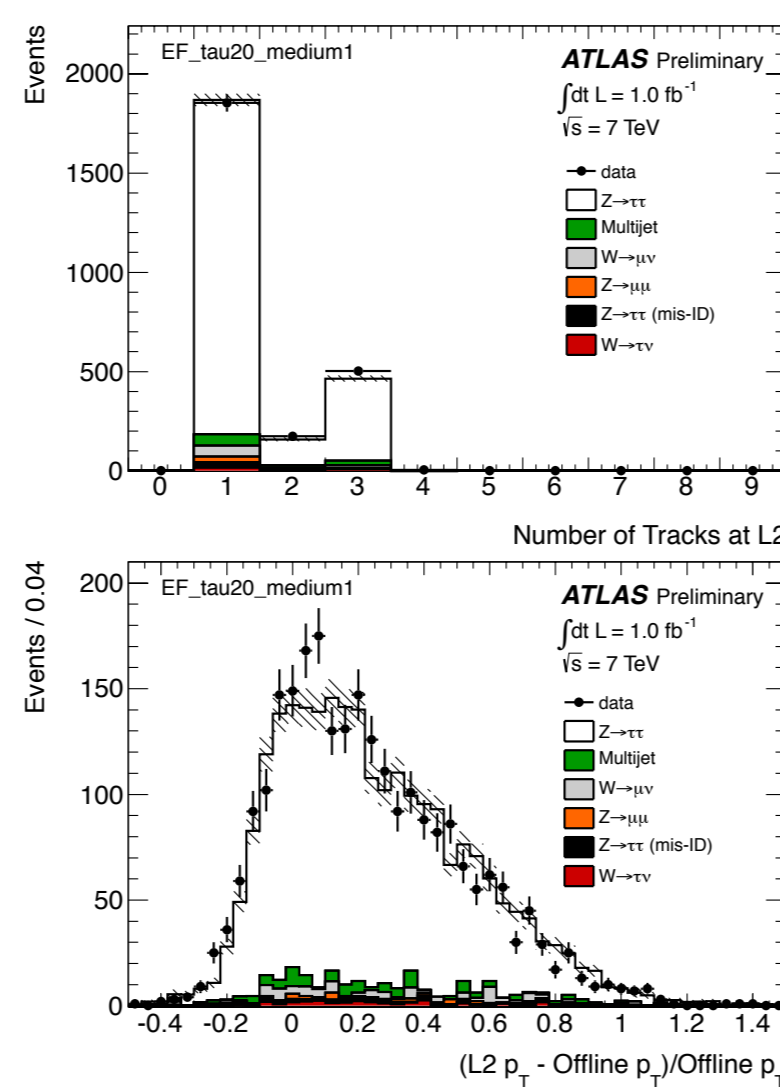 EF_tau20_medium1
ATLAS Preliminary
∫dt L = 1.0 fb⁻¹
√s = 7 TeV
data
Z→ττ
Multijet
W→μν
Z→μμ
Z→ττ (mis-ID)
W→τν
Events
2000
1500
1000
500
0
0 1 2 3 4 5 6 7 8 9
Number of Tracks at L2
EF_tau20_medium1
ATLAS Preliminary
∫dt L = 1.0 fb⁻¹
√s = 7 TeV
data
Z→ττ
Multijet
W→μν
Z→μμ
Z→ττ (mis-ID)
W→τν
Events / 0.04
200
150
100
50
0
-0.4 -0.2 0 0.2 0.4 0.6 0.8 1 1.2 1.4
(L2 p_T - Offline p_T)/Offline p_T